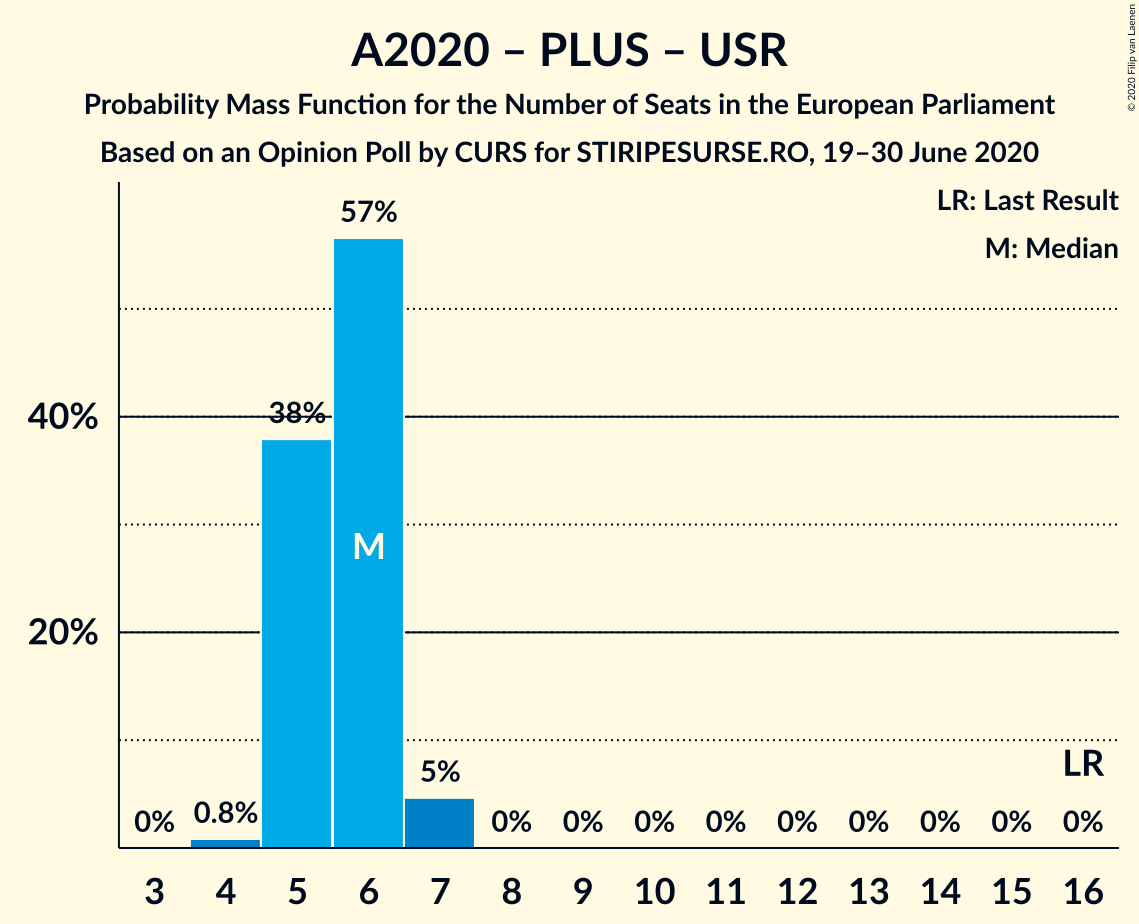 A2020 – PLUS – USR
Probability Mass Function for the Number of Seats in the European Parliament
Based on an Opinion Poll by CURS for STIRIPESURSE.RO, 19–30 June 2020
© 2020 Filip van Laenen
LR: Last Result
M: Median
57%
40%
38%
M
20%
LR
5%
0% 0.8% 0% 0% 0% 0% 0% 0% 0% 0% 0%
3 4 5 6 7 8 9 10 11 12 13 14 15 16